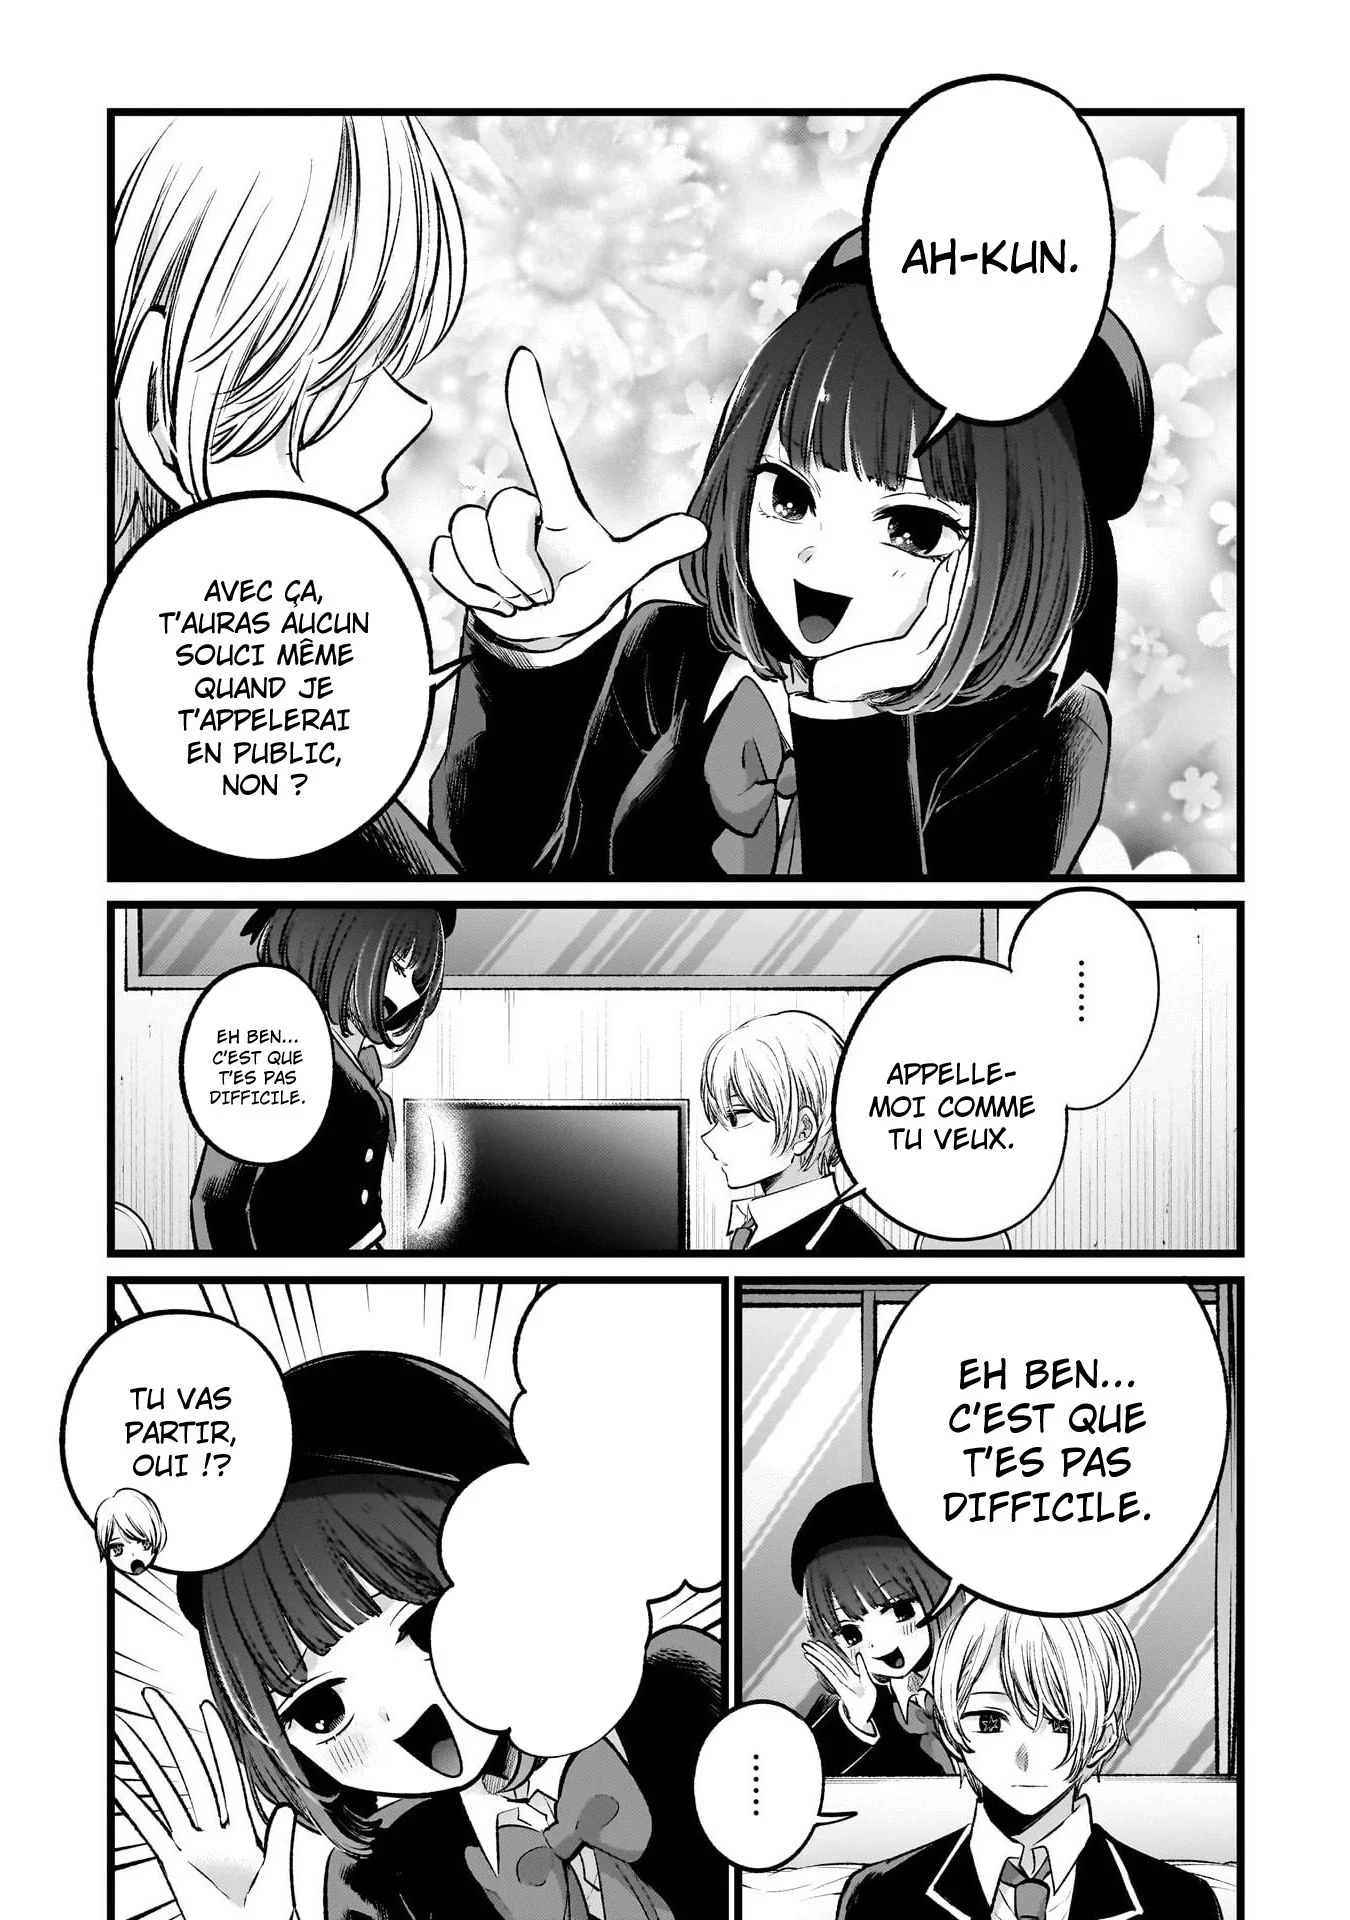 AH-KUN.
AVEC ÇA,
T'AURAS AUCUN
SOUCI MÊME
QUAND JE
T'APPELERAI
EN PUBLIC,
NON ?
......
APPELLE-
MOI COMME
TU VEUX.
EH BEN...
C'EST QUE
T'ES PAS
DIFFICILE.
EH BEN...
C'EST QUE
T'ES PAS
DIFFICILE.
......
TU VAS
PARTIR,
OUI !?